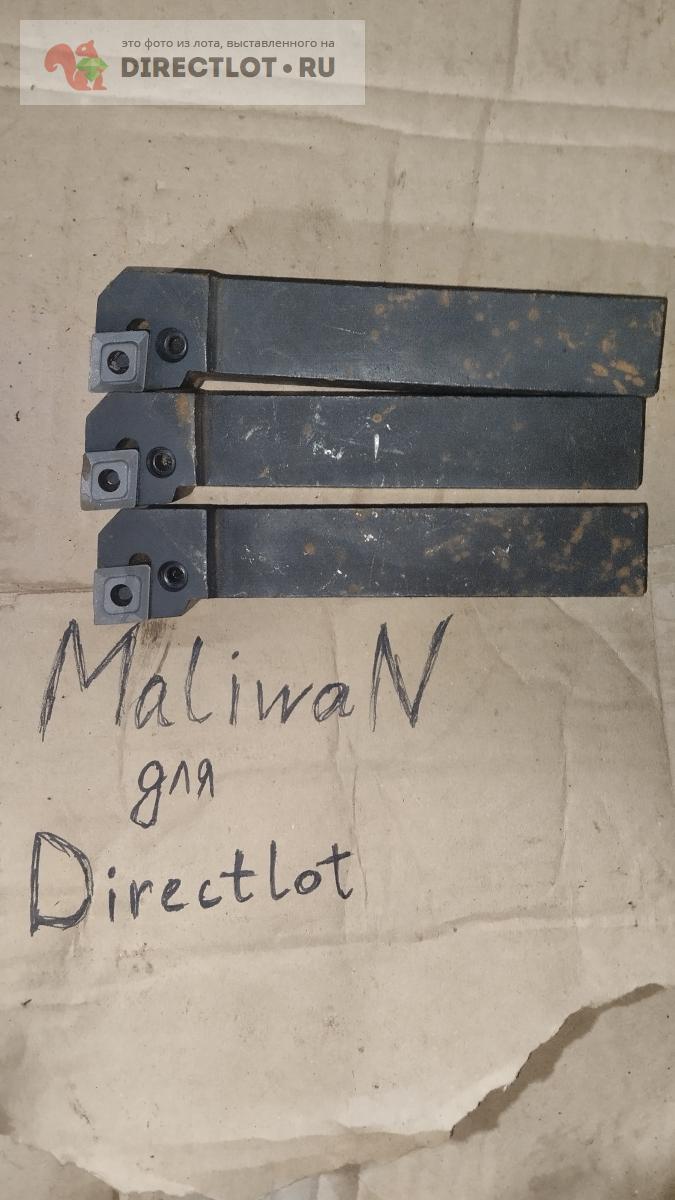 это фото из лота, выставленного на
DIRECTLOT•RU
MaliwaN
для
Directlot